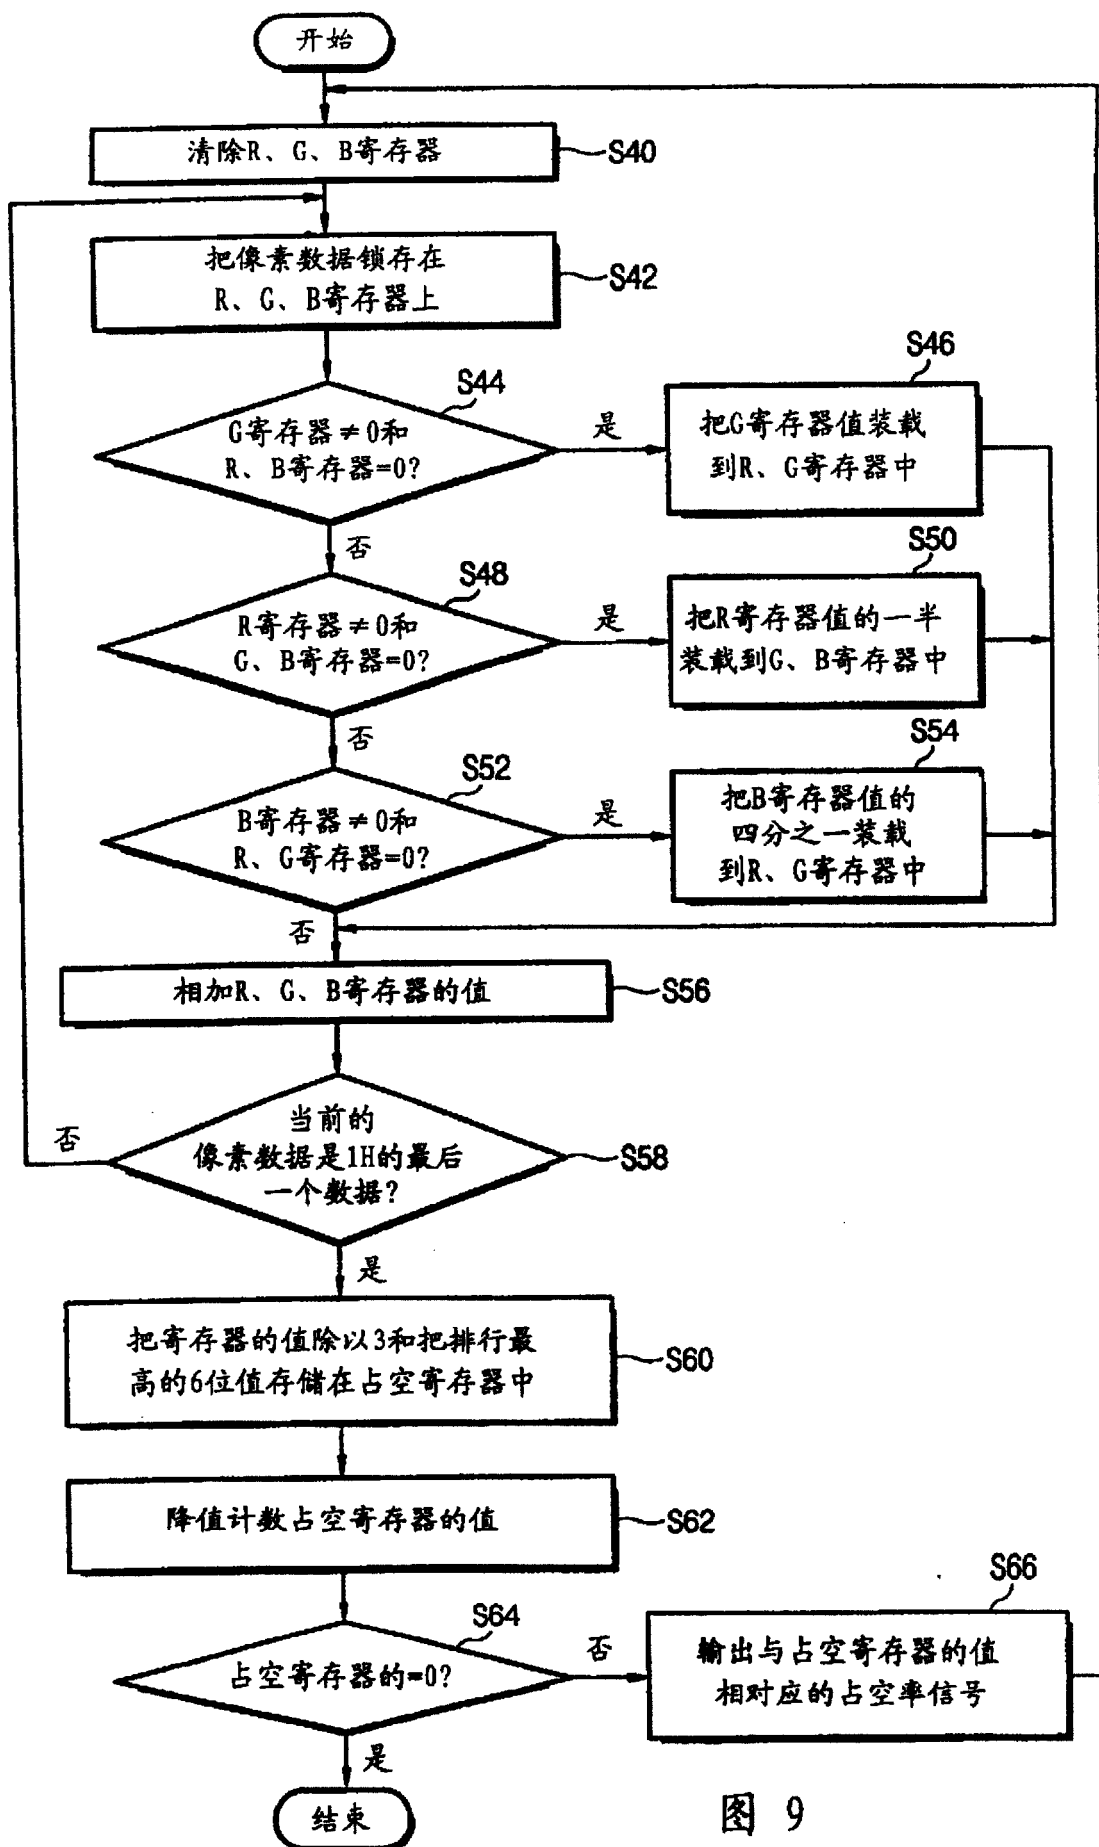 开始
清除R、G、B寄存器
S40
把像素数据锁存在
R、G、B寄存器上
S42
S44
G寄存器≠0和
R、B寄存器=0?
是
S46
把G寄存器值装载
到R、G寄存器中
否
S48
R寄存器≠0和
G、B寄存器=0?
是
S50
把R寄存器值的一半
装载到G、B寄存器中
否
S52
B寄存器≠0和
R、G寄存器=0?
是
S54
把B寄存器值的
四分之一装载
到R、G寄存器中
否
相加R、G、B寄存器的值
S56
当前的
像素数据是1H的最后
一个数据?
S58
否
是
把寄存器的值除以3和把排行最
高的6位值存储在占空寄存器中
S60
降值计数占空寄存器的值
S62
S64
占空寄存器的=0?
否
S66
输出与占空寄存器的值
相对应的占空率信号
是
结束
图 9